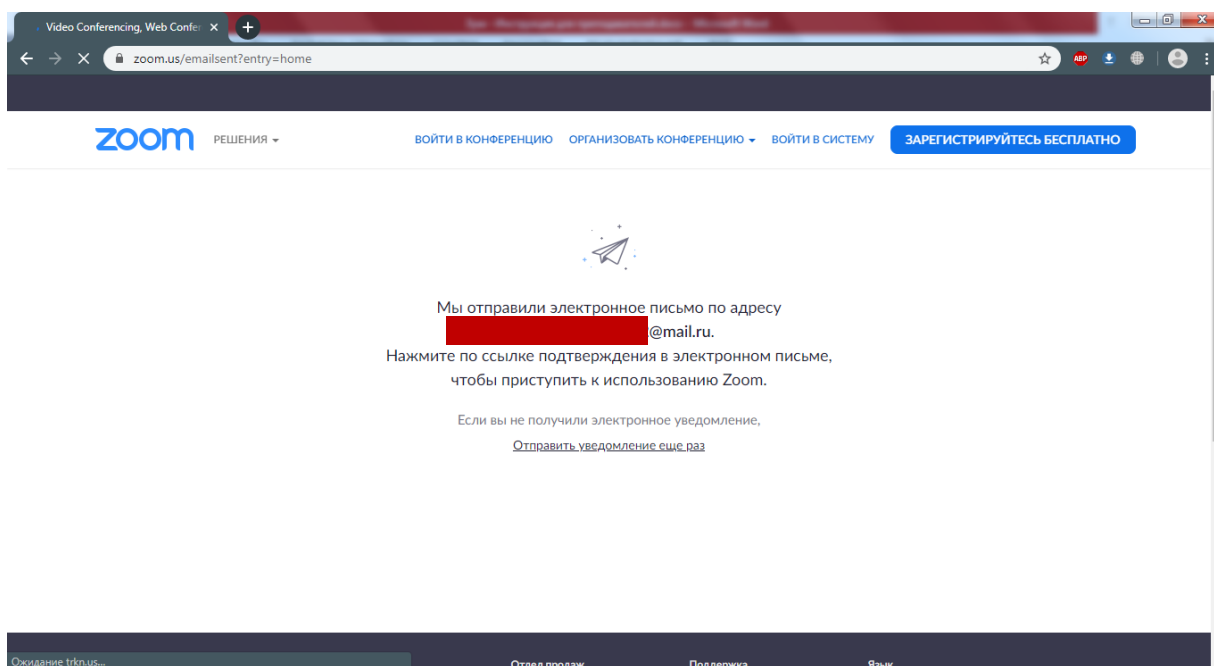 Video Conferencing, Web Confer
zoom.us/emailsent?entry=home
ABP
zoom
РЕШЕНИЯ
ВОЙТИ В КОНФЕРЕНЦИЮ
ОРГАНИЗОВАТЬ КОНФЕРЕНЦИЮ
ВОЙТИ В СИСТЕМУ
ЗАРЕГИСТРИРУЙТЕСЬ БЕСПЛАТНО
Мы отправили электронное письмо по адресу
@mail.ru.
Нажмите по ссылке подтверждения в электронном письме,
чтобы приступить к использованию Zoom.
Если вы не получили электронное уведомление,
Отправить уведомление еще раз
Ожидание trkn.us...
Отдел продаж
Поддержка
Язык